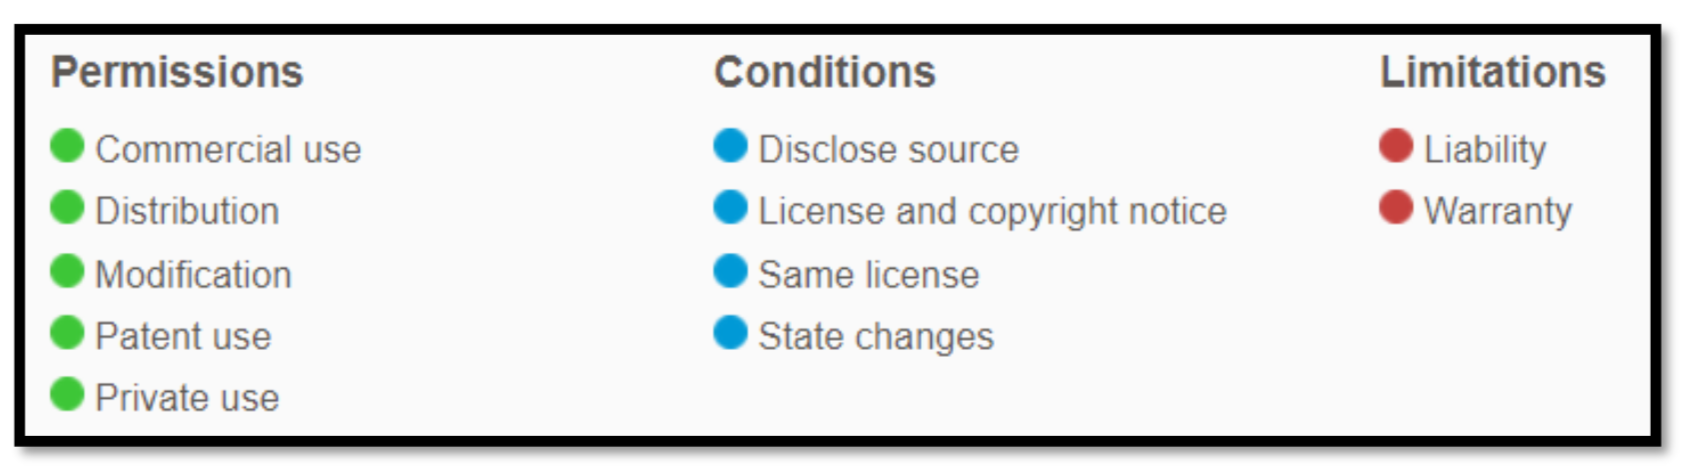 Permissions
Commercial use
Distribution
Modification
Patent use
Private use
Conditions
Disclose source
License and copyright notice
Same license
State changes
Limitations
Liability
Warranty